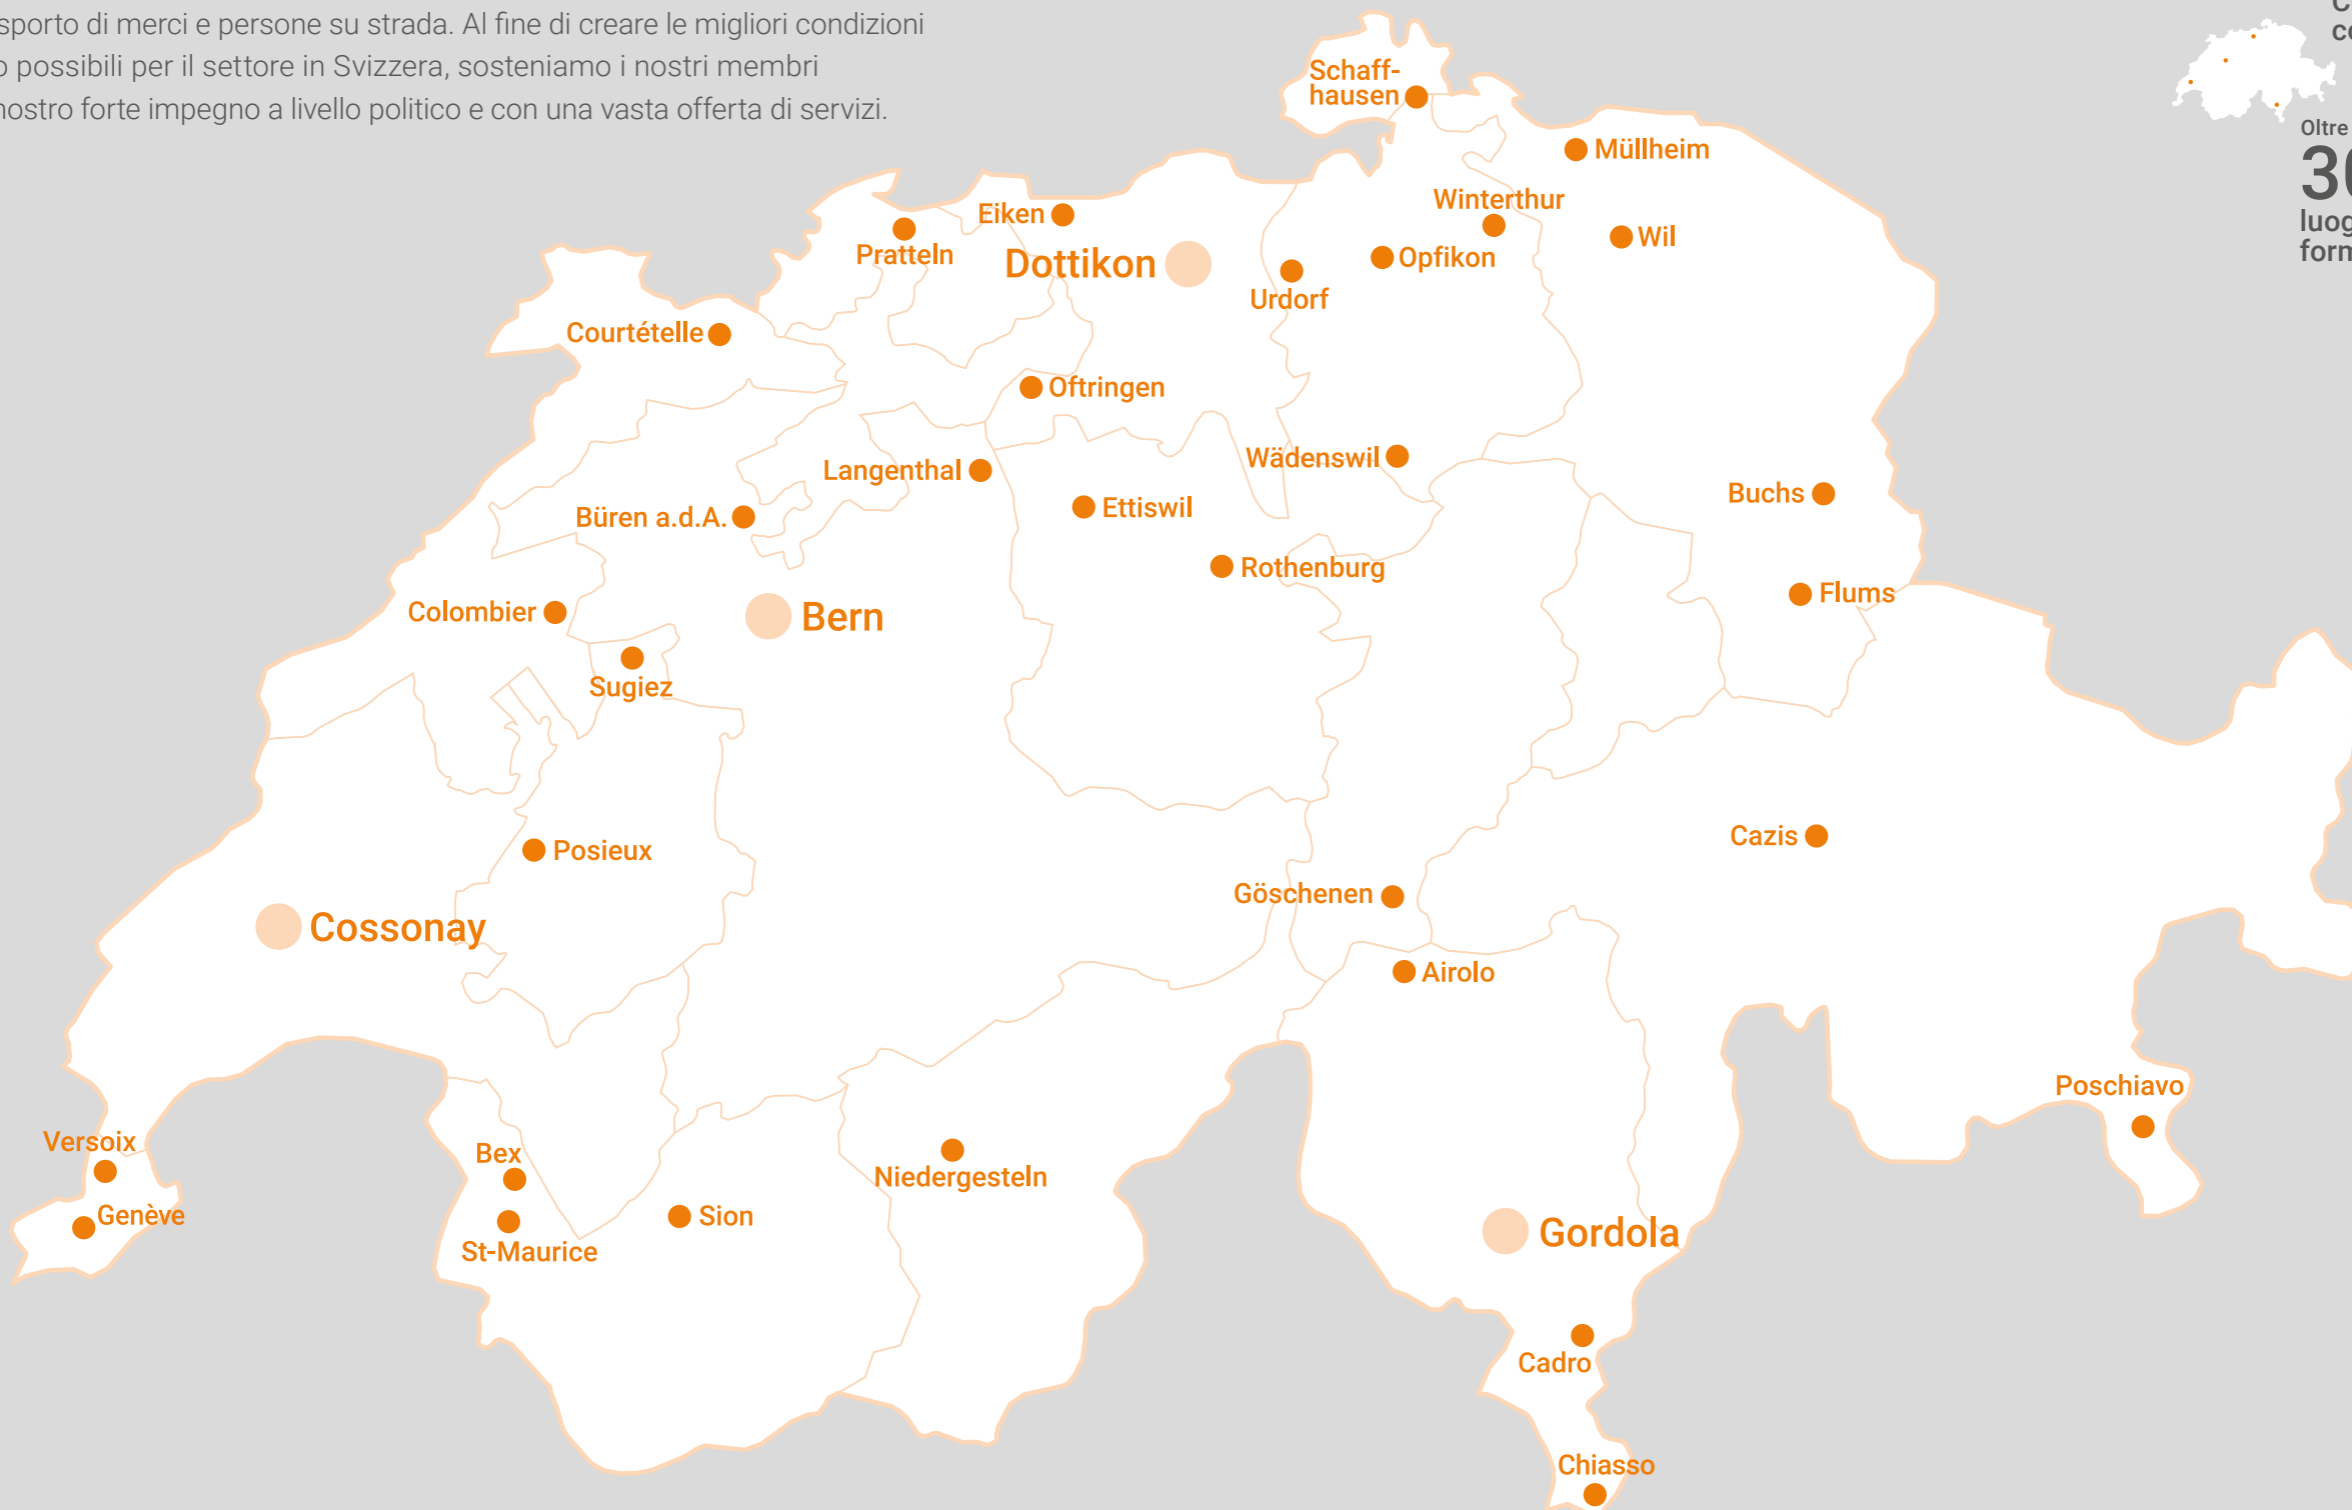 di merci e persone su strada. Al fine di creare le migliori condizioni
possibili per il settore in Svizzera, sosteniamo i nostri membri
nostro forte impegno a livello politico e con una vasta offerta di servizi.
Oltre
Schaff-
hausen
Müllheim
Winterthur
Eiken
Pratteln
Dottikon
Wil
Opfikon
Urdorf
Courtételle
Oftringen
Wädenswil
Langenthal
Buchs
Ettiswil
Büren a.d.A.
Rothenburg
Flums
Colombier
Bern
Sugiez
Cazis
Posieux
Göschenen
Cossonay
Airolo
Poschiavo
Versoix
Bex
Niedergesteln
Genève
Sion
Gordola
St-Maurice
Cadro
Chiasso